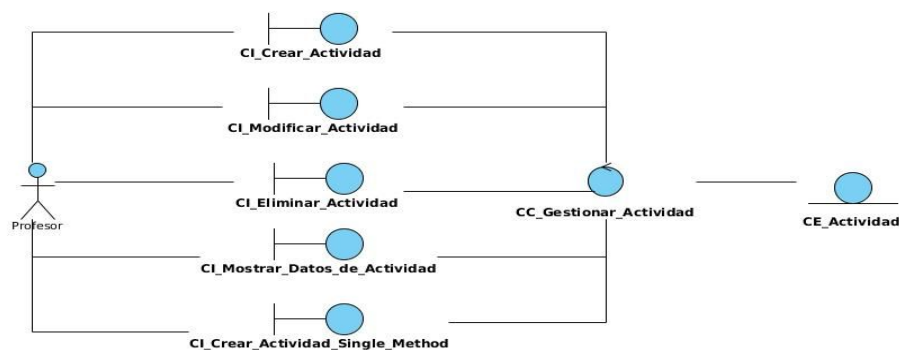 CI_Crear_Actividad
CI_Modificar_Actividad
CI_Eliminar_Actividad
Profesor
CC_Gestionar_Actividad
CE_Actividad
CI_Mostrar_Datos_de_Actividad
CI_Crear_Actividad_Single_Method